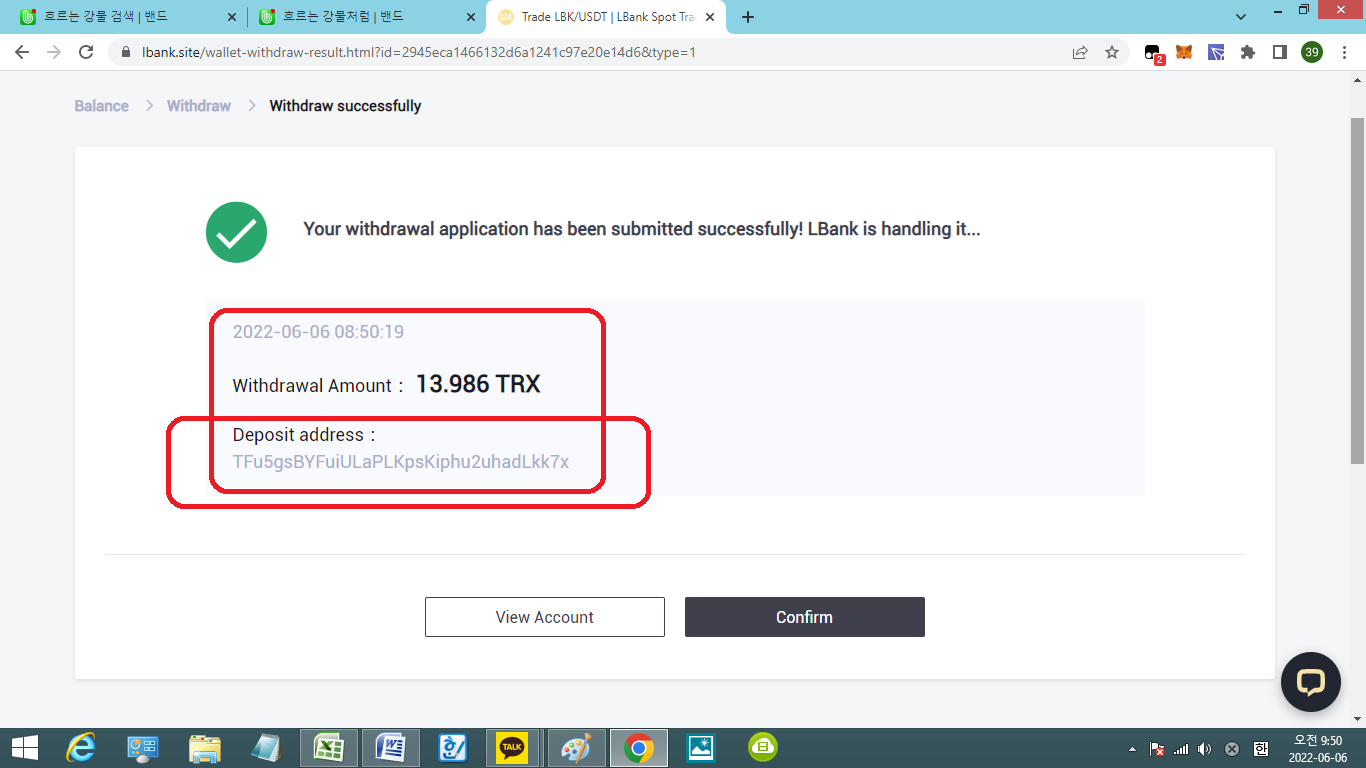 흐르는 강물 검색 | 밴드
흐르는 강물처럼 | 밴드
Trade LBK/USDT | LBank Spot Tra
lbank.site/wallet-withdraw-result.html?id=2945eca1466132d6a1241c97e20e14d6&type=1
2
39
Balance > Withdraw > Withdraw successfully
Your withdrawal application has been submitted successfully! LBank is handling it...
2022-06-06 08:50:19
Withdrawal Amount : 13.986 TRX
Deposit address :
TFu5gsBYFuiULaPLKpsKiphu2uhadLkk7x
View Account
Confirm
TALK
한
오전 9:50
2022-06-06